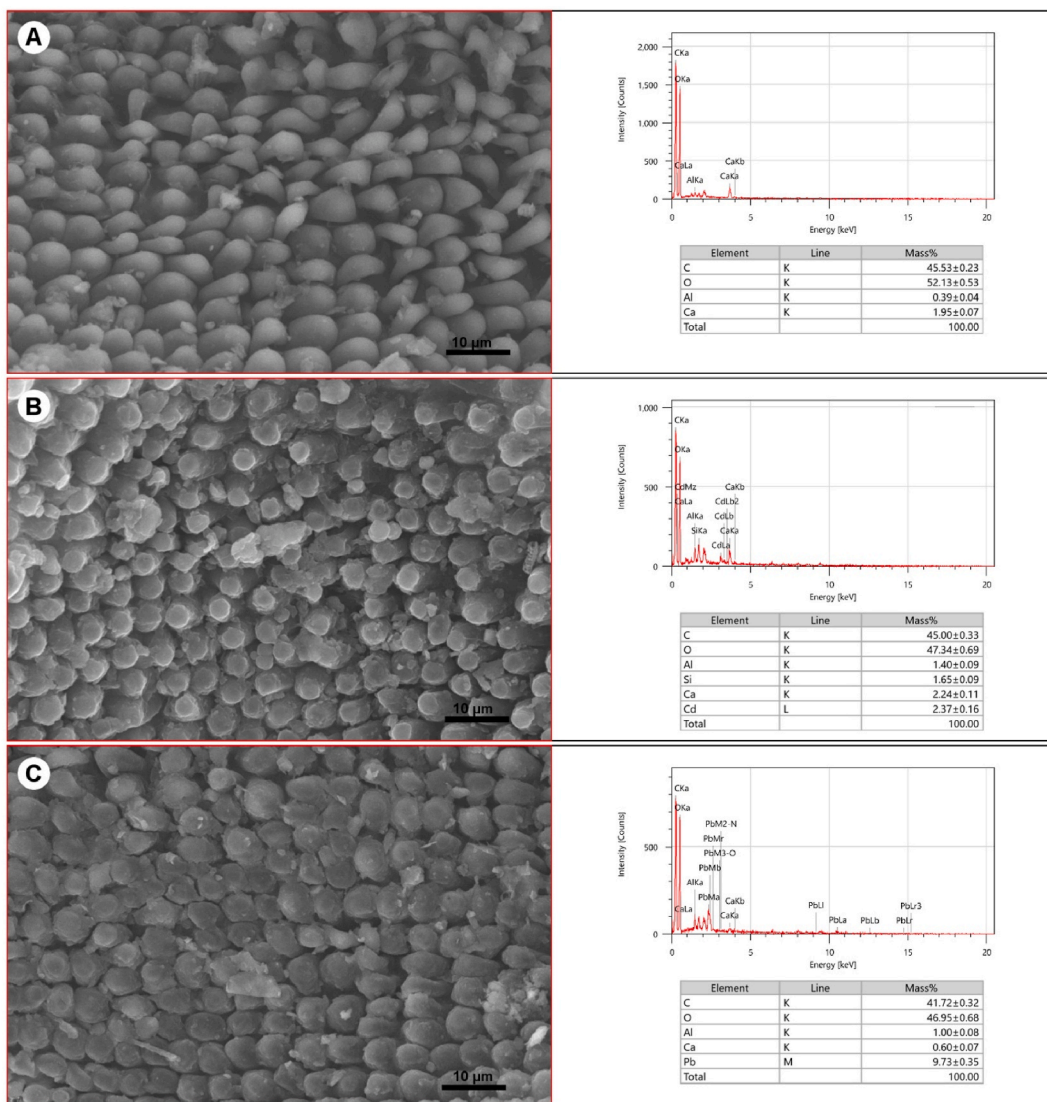 A
10 µm
2,000
1,500
1,000
500
0
Intensity [Counts]
CKa
OKa
CaLa
AlKa
CaKb
CaKa
0
5
10
15
20
Energy [keV]
Element Line Mass%
C K 45.53±0.23
O K 52.13±0.53
Al K 0.39±0.04
Ca K 1.95±0.07
Total 100.00
B
10 µm
1,000
500
0
Intensity [Counts]
CKa
OKa
CdMz
CaLa
AlKa
SiKa
CaKb
CdLb2
CdLb
CaKa
CdLa
0
5
10
15
20
Energy [keV]
Element Line Mass%
C K 45.00±0.33
O K 47.34±0.69
Al K 1.40±0.09
Si K 1.65±0.09
Ca K 2.24±0.11
Cd L 2.37±0.16
Total 100.00
C
10 µm
500
0
Intensity [Counts]
CKa
OKa
PbM2-N
PbMr
PbM3-O
PbMb
AlKa
PbMa
CaLa
CaKb
CaKa
PbLl
PbLa
PbLb
PbLr3
PbLr
0
5
10
15
20
Energy [keV]
Element Line Mass%
C K 41.72±0.32
O K 46.95±0.68
Al K 1.00±0.08
Ca K 0.60±0.07
Pb M 9.73±0.35
Total 100.00